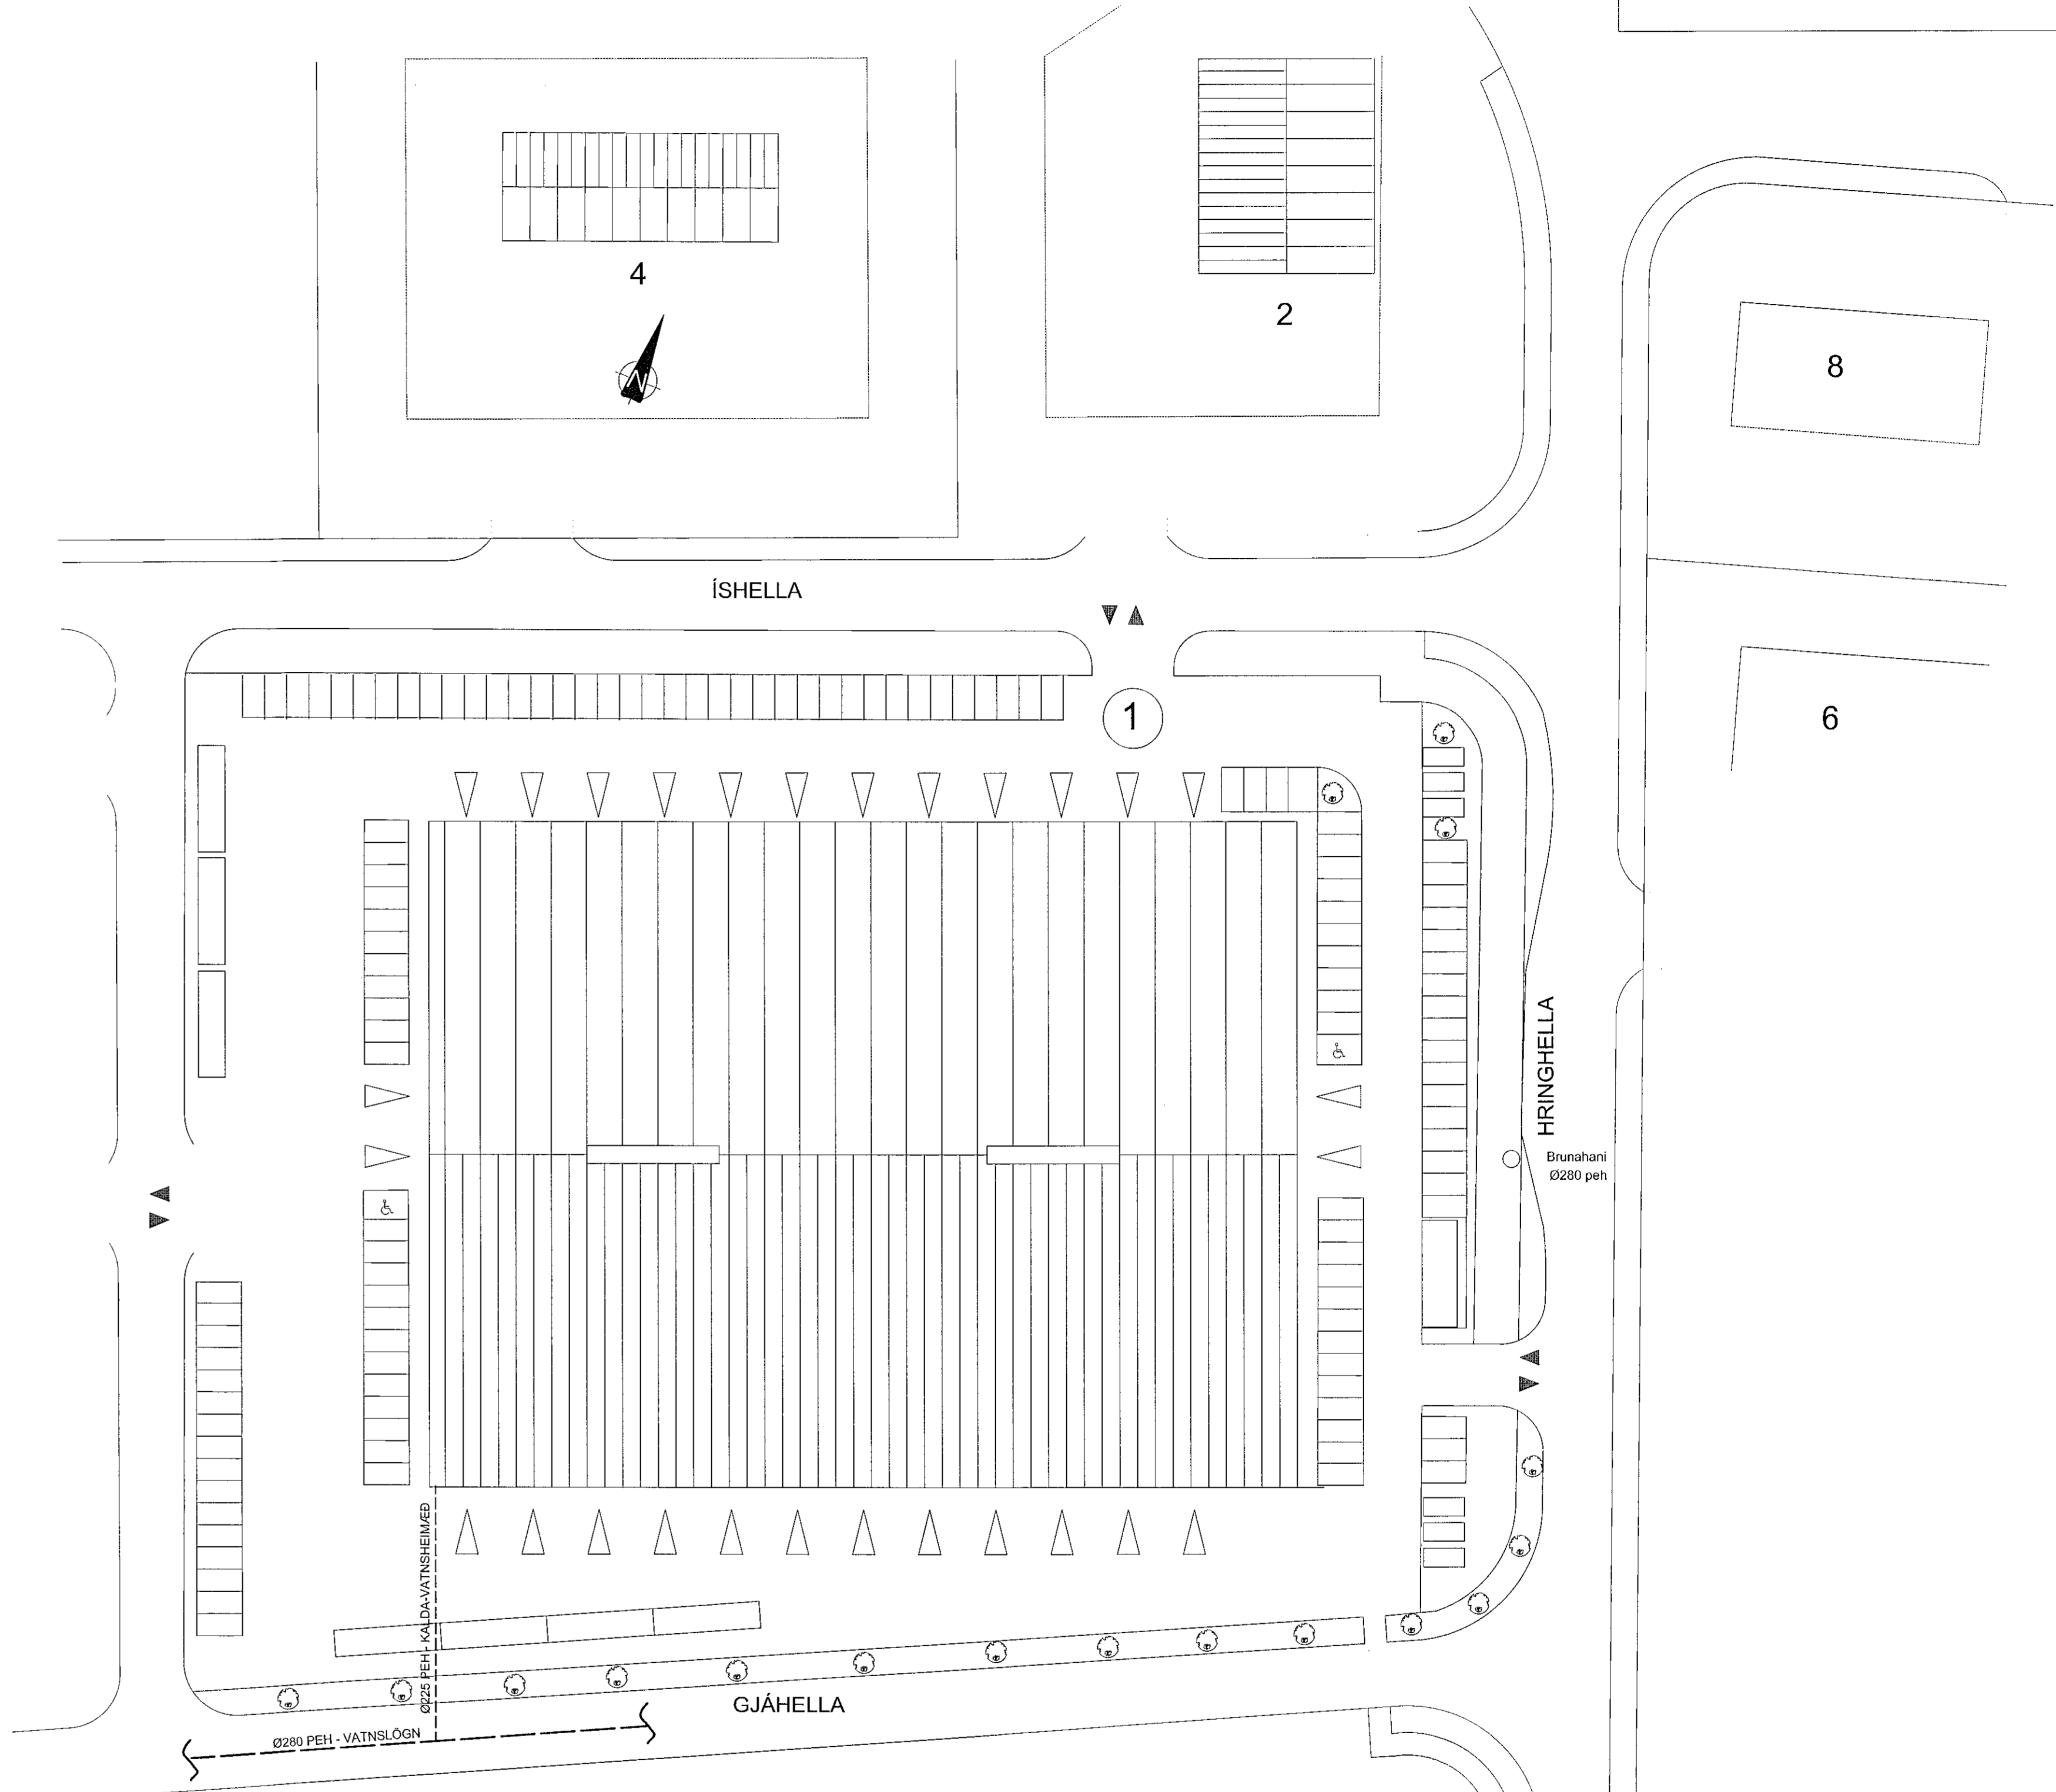 4
2
N
8
ÍSHELLA
1
6
HRINGHELLA
Brunahani
Ø280 peh
Ø225 PEH - KALDA-VATNSHEIMÆÐ
GJÁHELLA
Ø280 PEH - VATNSLÖGN